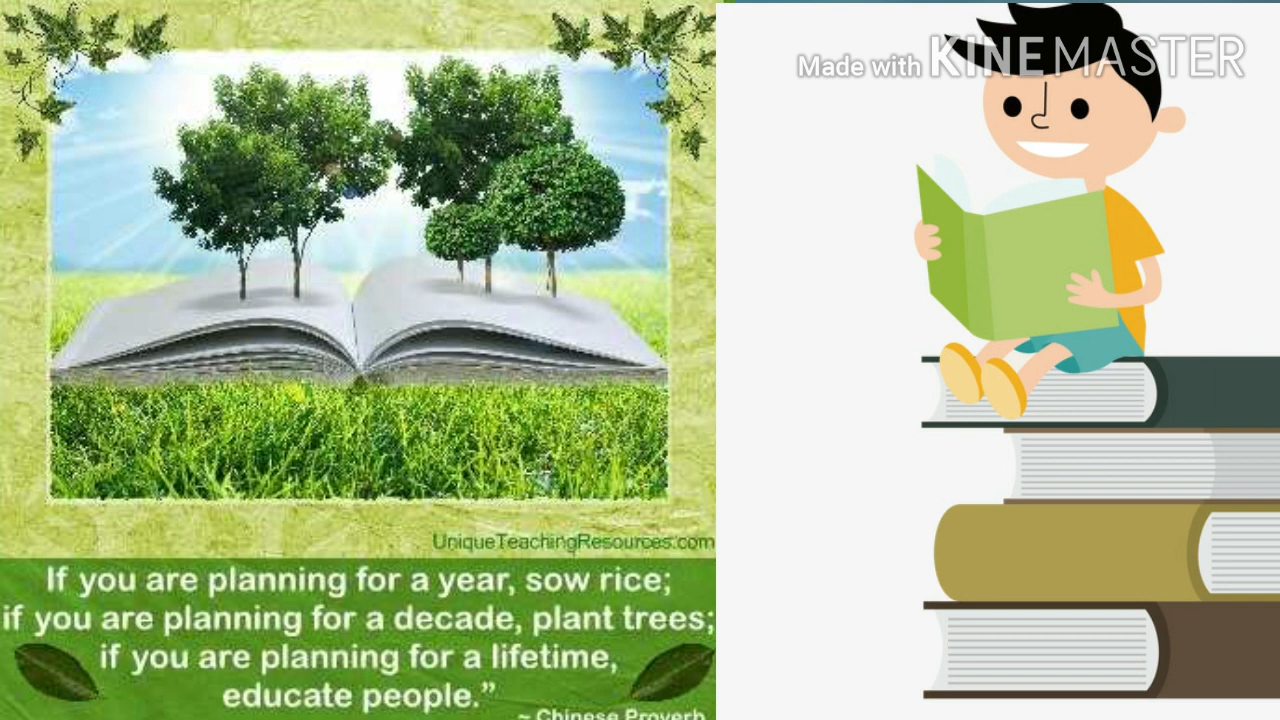 Made with KINEMASTER
UniqueTeachingResources.com
If you are planning for a year, sow rice;
if you are planning for a decade, plant trees;
if you are planning for a lifetime,
educate people.”
~ Chinese Proverb